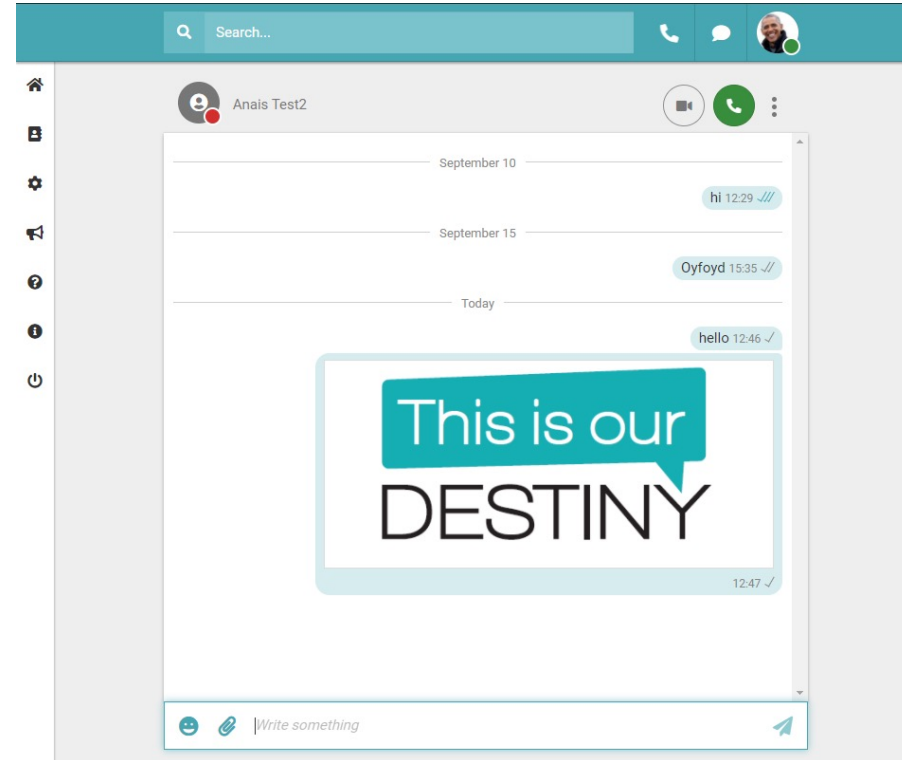 Search...
Anais Test2
September 10
hi 12:29
September 15
Oyfoyd 15:35
Today
hello 12:46
This is our
DESTINY
12:47
Write something